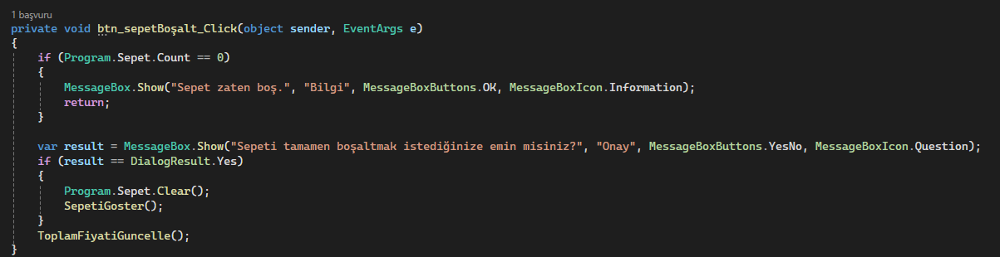 1 başvuru
private void btn_sepetBoşalt_Click(object sender, EventArgs e)
{
if (Program.Sepet.Count == 0)
{
MessageBox.Show("Sepet zaten boş.", "Bilgi", MessageBoxButtons.OK, MessageBoxIcon.Information);
return;
}
var result = MessageBox.Show("Sepeti tamamen boşaltmak istediğinize emin misiniz?", "Onay", MessageBoxButtons.YesNo, MessageBoxIcon.Question);
if (result == DialogResult.Yes)
{
Program.Sepet.Clear();
SepetiGoster();
}
ToplamFiyatiGuncelle();
}